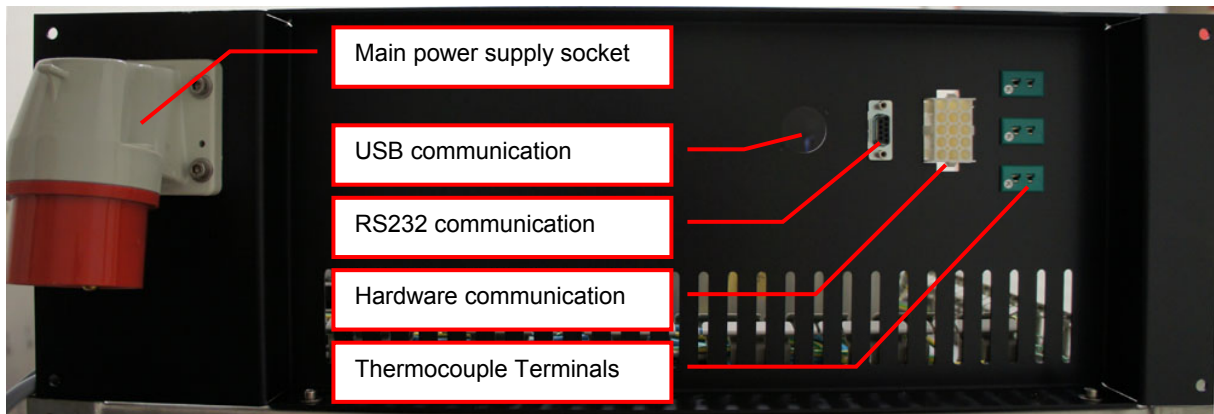 Main power supply socket
USB communication
RS232 communication
Hardware communication
Thermocouple Terminals